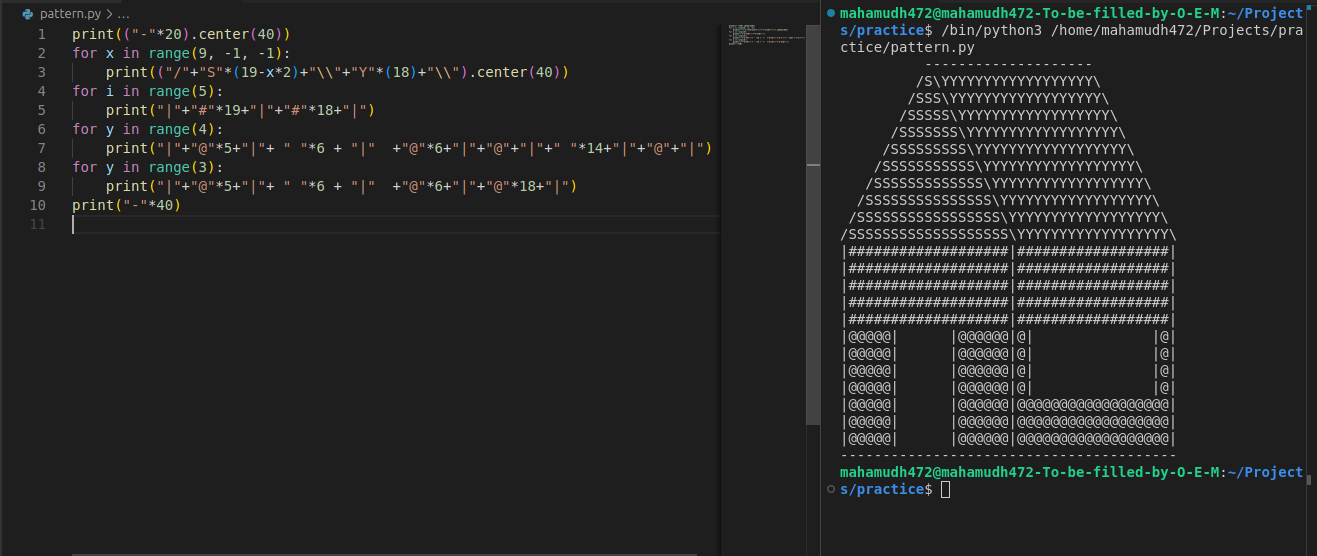 pattern.py > ...
1 print(("-"*20).center(40))
2 for x in range(9, -1, -1):
3     print(("/"+"S"*(19-x*2)+"\\"+"Y"*(18)+"\\").center(40))
4 for i in range(5):
5     print("|"+"#"*19+"|"+"#"*18+"|")
6 for y in range(4):
7     print("|"+"@"*5+"|"+ " "*6 + "|"  +"@"*6+"|"+"@"+"|"+" "*14+"|"+"@"+"|")
8 for y in range(3):
9     print("|"+"@"*5+"|"+ " "*6 + "|"  +"@"*6+"|"+"@"*18+"|")
10 print("-"*40)
11
mahamudh472@mahamudh472-To-be-filled-by-O-E-M:~/Project
s/practice$ /bin/python3 /home/mahamudh472/Projects/pra
ctice/pattern.py
          --------------------
         /S\YYYYYYYYYYYYYYYYYY\
        /SSS\YYYYYYYYYYYYYYYYYY\
       /SSSSS\YYYYYYYYYYYYYYYYYY\
      /SSSSSSS\YYYYYYYYYYYYYYYYYY\
     /SSSSSSSSS\YYYYYYYYYYYYYYYYYY\
    /SSSSSSSSSSS\YYYYYYYYYYYYYYYYYY\
   /SSSSSSSSSSSSS\YYYYYYYYYYYYYYYYYY\
  /SSSSSSSSSSSSSSS\YYYYYYYYYYYYYYYYYY\
 /SSSSSSSSSSSSSSSSS\YYYYYYYYYYYYYYYYYY\
/SSSSSSSSSSSSSSSSSSS\YYYYYYYYYYYYYYYYYY\
|###################|##################|
|###################|##################|
|###################|##################|
|###################|##################|
|###################|##################|
|@@@@@|      |@@@@@@|@|              |@|
|@@@@@|      |@@@@@@|@|              |@|
|@@@@@|      |@@@@@@|@|              |@|
|@@@@@|      |@@@@@@|@|              |@|
|@@@@@|      |@@@@@@|@@@@@@@@@@@@@@@@@@|
|@@@@@|      |@@@@@@|@@@@@@@@@@@@@@@@@@|
|@@@@@|      |@@@@@@|@@@@@@@@@@@@@@@@@@|
----------------------------------------
mahamudh472@mahamudh472-To-be-filled-by-O-E-M:~/Project
s/practice$